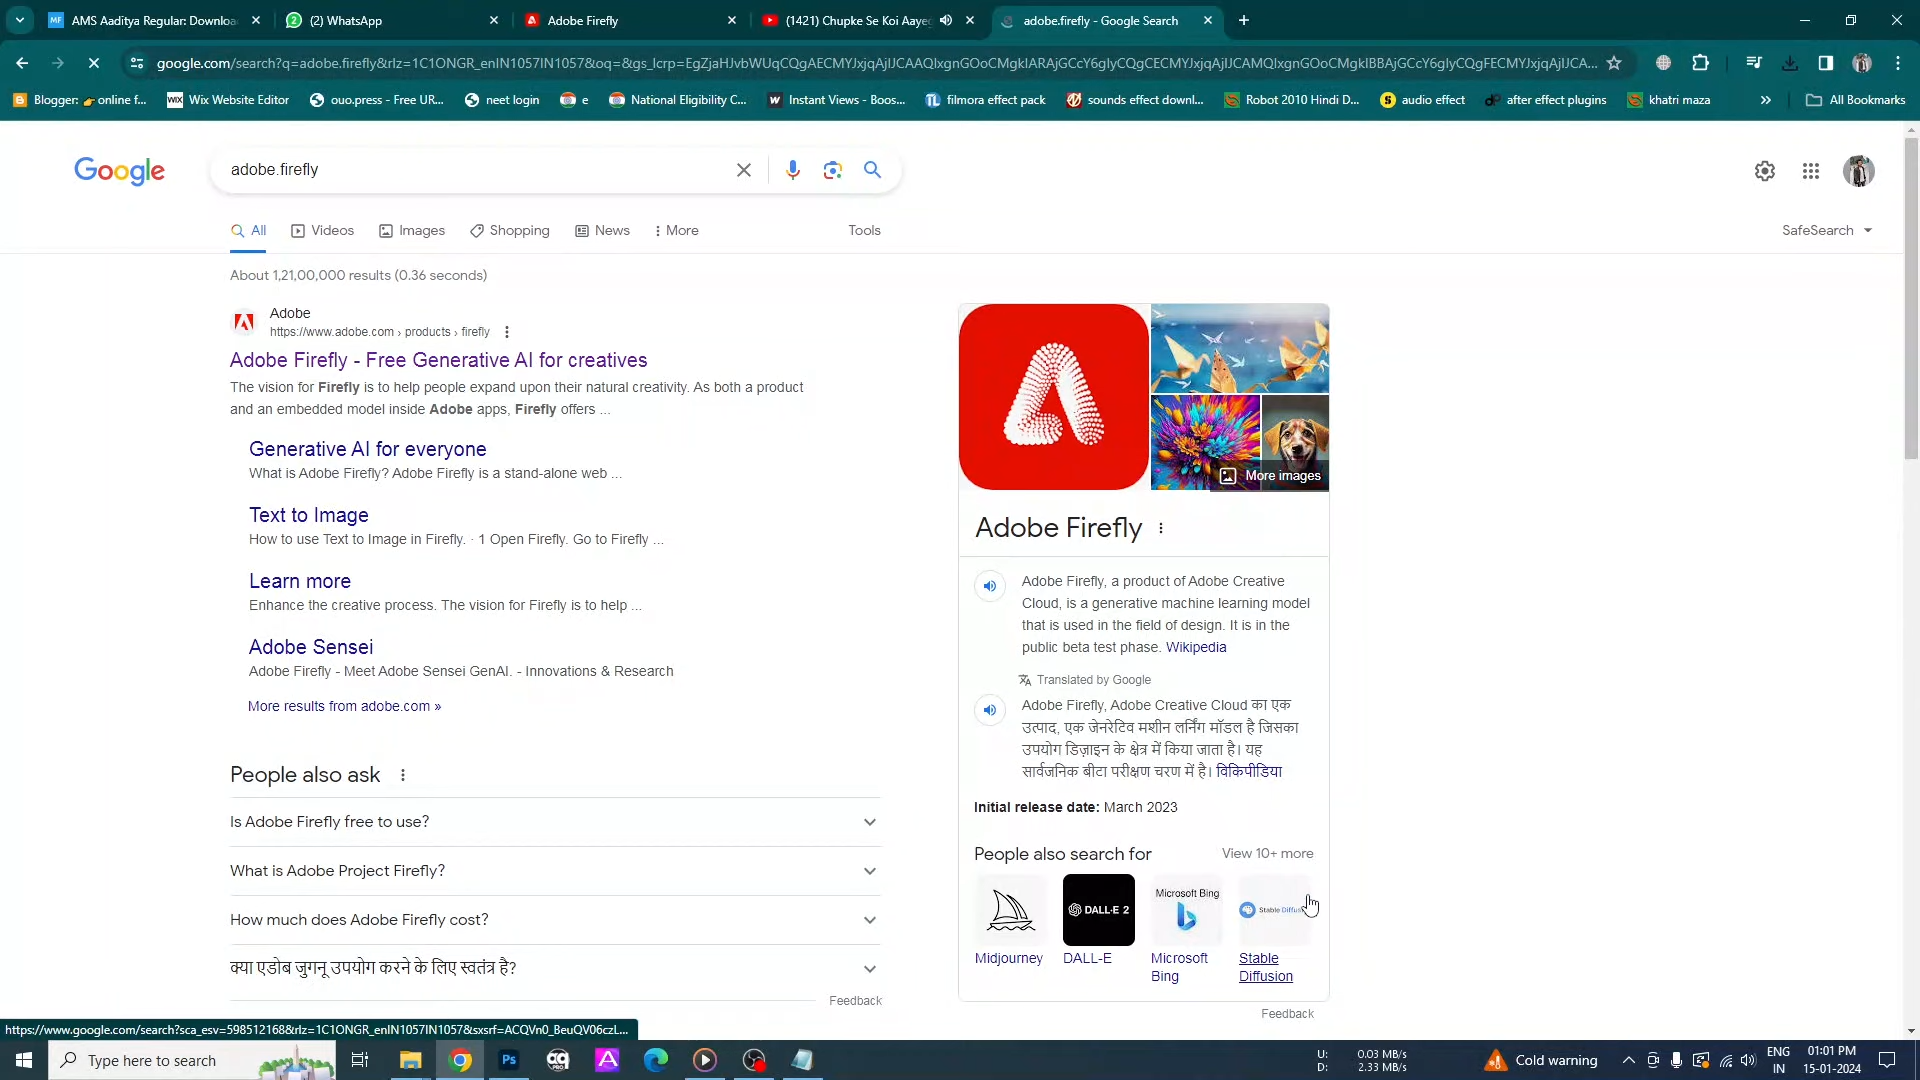 AMS Aaditya Regular: Downloa
(2) WhatsApp
Adobe Firefly
(1421) Chupke Se Koi Aaye
adobe.firefly - Google Search
google.com/search?q=adobe.firefly&rlz=1C1ONGR_enIN1057IN1057&oq=&gs_lcrp=
Blogger: 👉online f...
Wix Website Editor
ouo.press - Free UR...
neet login
e
National Eligibility C...
Instant Views - Boos...
filmora effect pack
sounds effect downl...
Robot 2010 Hindi D...
audio effect
after effect plugins
khatri maza
All Bookmarks
Google
adobe.firefly
All
Videos
Images
Shopping
News
More
Tools
SafeSearch
About 1,21,00,000 results (0.36 seconds)
Adobe
https://www.adobe.com › products › firefly
Adobe Firefly - Free Generative AI for creatives
The vision for Firefly is to help people expand upon their natural creativity. As both a product
and an embedded model inside Adobe apps, Firefly offers ...
Generative AI for everyone
What is Adobe Firefly? Adobe Firefly is a stand-alone web ...
Text to Image
How to use Text to Image in Firefly. · 1 Open Firefly. Go to Firefly ...
Learn more
Enhance the creative process. The vision for Firefly is to help ...
Adobe Sensei
Adobe Firefly - Meet Adobe Sensei GenAI. - Innovations & Research
More results from adobe.com »
People also ask
Is Adobe Firefly free to use?
What is Adobe Project Firefly?
How much does Adobe Firefly cost?
क्या एडोब जुगनू उपयोग करने के लिए स्वतंत्र है?
Feedback
More images
Adobe Firefly
Adobe Firefly, a product of Adobe Creative
Cloud, is a generative machine learning model
that is used in the field of design. It is in the
public beta test phase. Wikipedia
Translated by Google
Adobe Firefly, Adobe Creative Cloud का एक
उत्पाद, एक जेनरेटिव मशीन लर्निंग मॉडल है जिसका
उपयोग डिज़ाइन के क्षेत्र में किया जाता है। यह
सार्वजनिक बीटा परीक्षण चरण में है। विकिपीडिया
Initial release date: March 2023
People also search for
View 10+ more
DALL·E 2
Microsoft Bing
Stable
Midjourney
DALL-E
Microsoft
Bing
Stable
Diffusion
Feedback
https://www.google.com/search?sca_esv=598512168&rlz=1C1ONGR_enIN1057IN1057&sxsrf=ACQVn0_BeuQV06czL...
Type here to search
Ps
U: 0.03 MB/s
D: 2.33 MB/s
Cold warning
ENG
IN
01:01 PM
15-01-2024